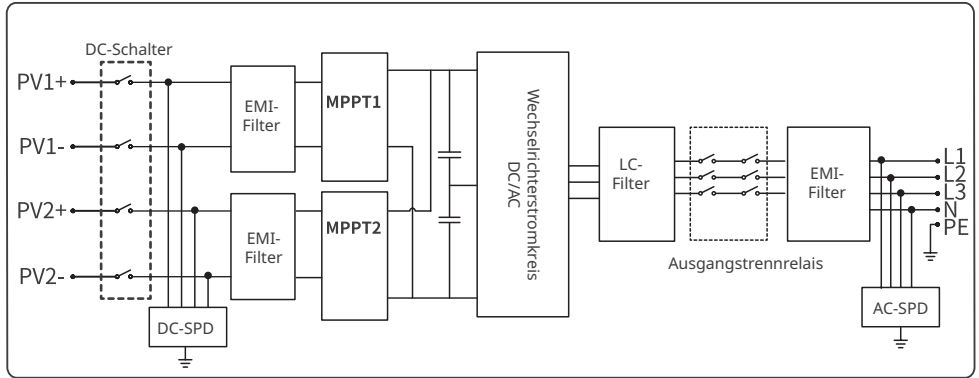 DC-Schalter
PV1+
PV1-
PV2+
PV2-
EMI-
Filter
EMI-
Filter
MPPT1
MPPT2
DC-SPD
Wechselrichterstromkreis
DC/AC
LC-
Filter
Ausgangstrennrelais
EMI-
Filter
L1
L2
L3
N
PE
AC-SPD